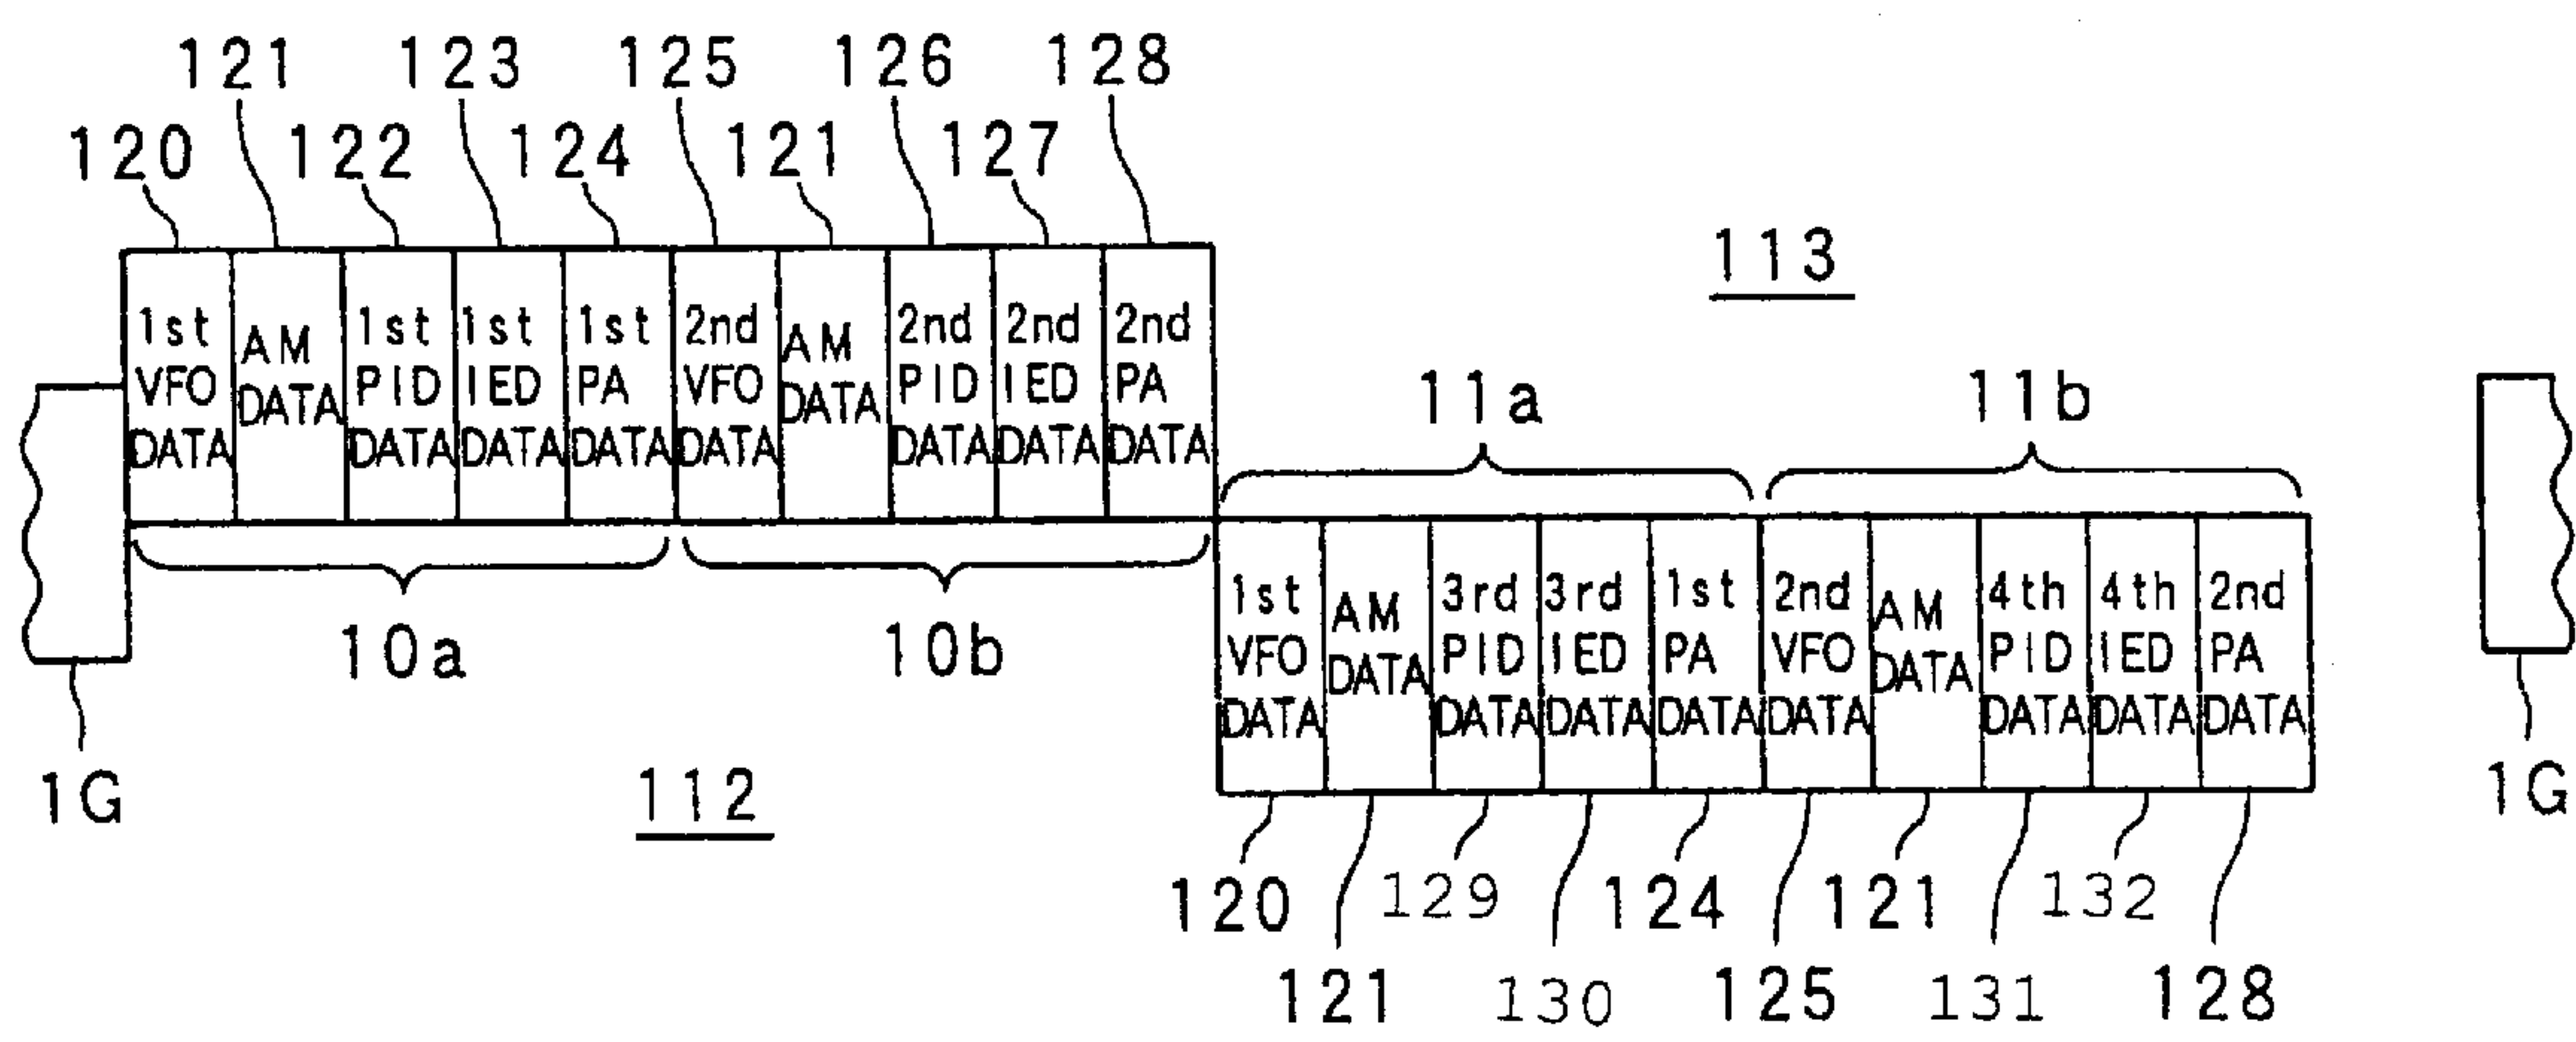 121 123 125 126 128
120 122 124 121 127
113
1st VFO DATA
AM DATA
1st PID DATA
1st IED DATA
1st PA DATA
2nd VFO DATA
AM DATA
2nd PID DATA
2nd IED DATA
2nd PA DATA
11a 11b
10a 10b
1st VFO DATA
AM DATA
3rd PID DATA
3rd IED DATA
1st PA DATA
2nd VFO DATA
AM DATA
4th PID DATA
4th IED DATA
2nd PA DATA
1G 112 1G
120 129 124 121 132
121 130 125 131 128